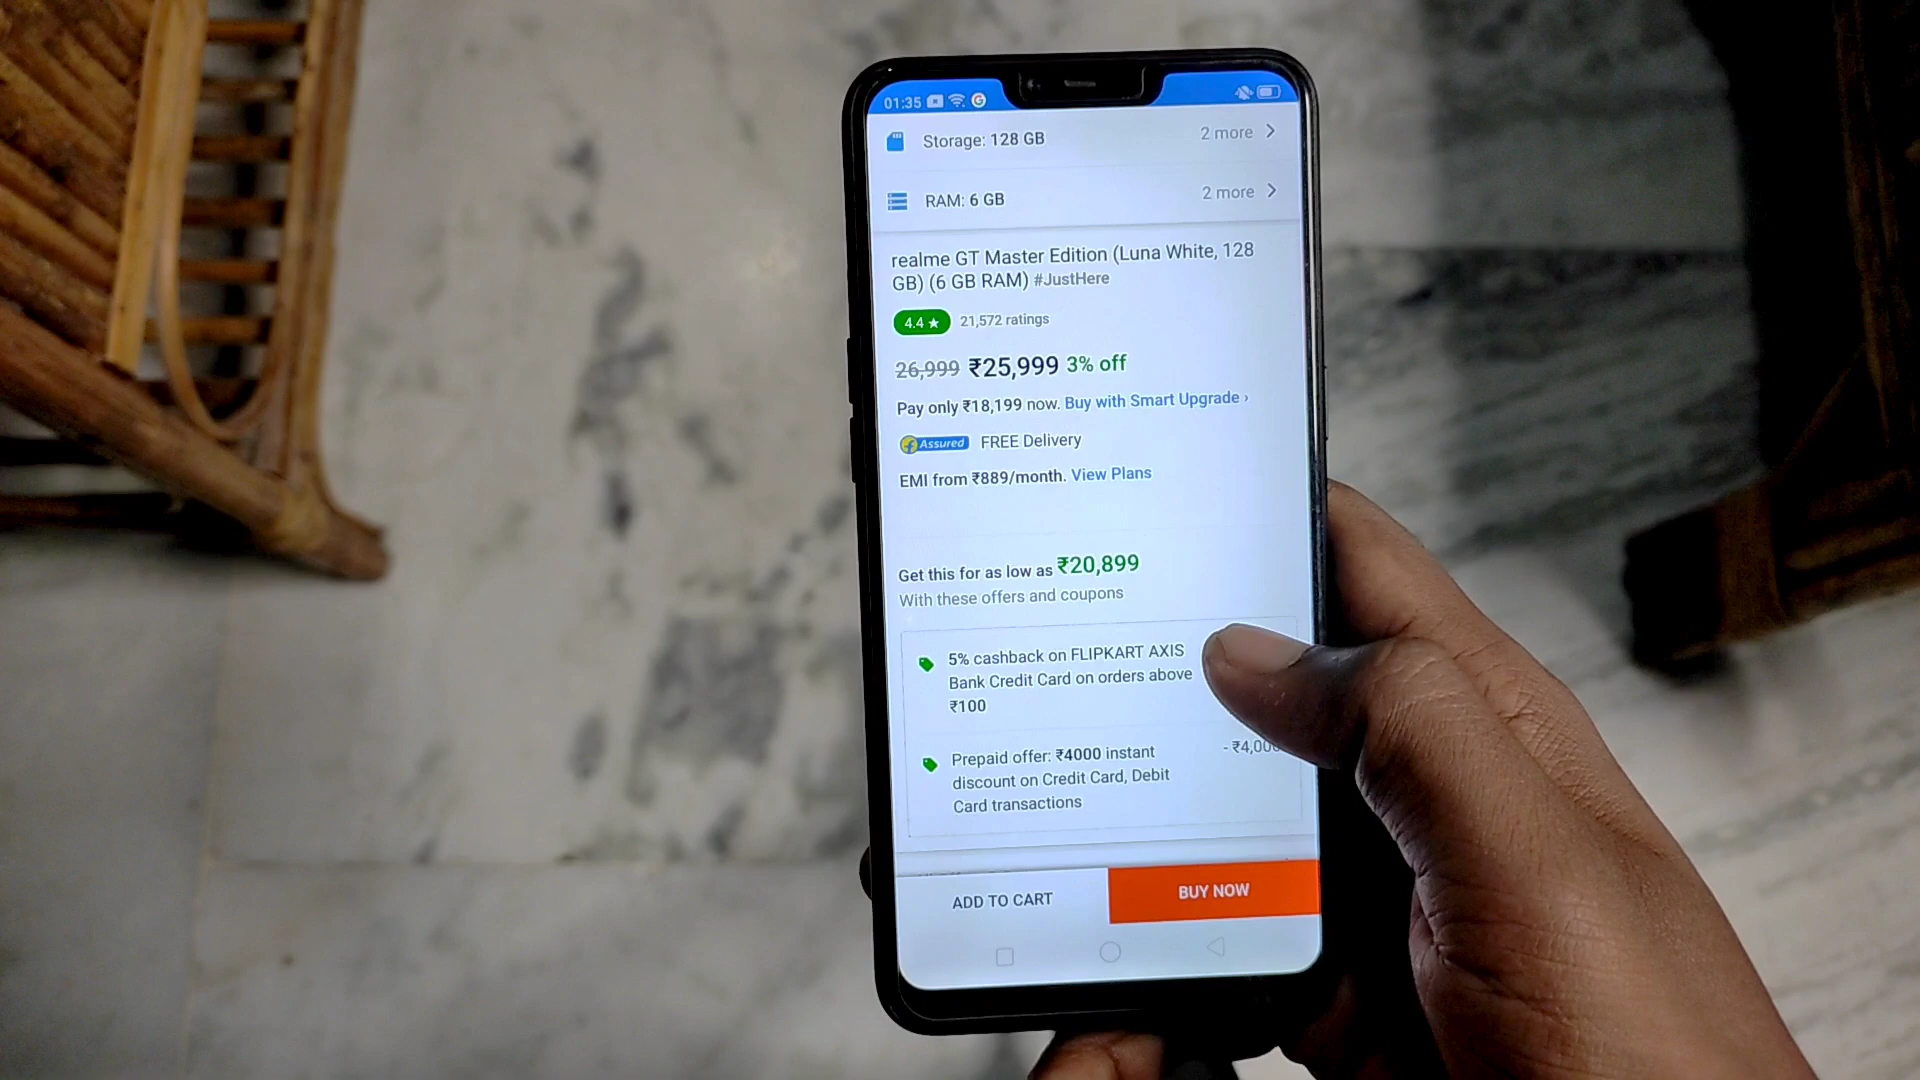 01:35
Storage: 128 GB 2 more
RAM: 6 GB 2 more
realme GT Master Edition (Luna White, 128
GB) (6 GB RAM) #JustHere
4.4 ★ 21,572 ratings
26,999 ₹25,999 3% off
Pay only ₹18,199 now. Buy with Smart Upgrade ›
Assured FREE Delivery
EMI from ₹889/month. View Plans
Get this for as low as ₹20,899
With these offers and coupons
5% cashback on FLIPKART AXIS
Bank Credit Card on orders above
₹100
Prepaid offer: ₹4000 instant - ₹4,000
discount on Credit Card, Debit
Card transactions
ADD TO CART BUY NOW